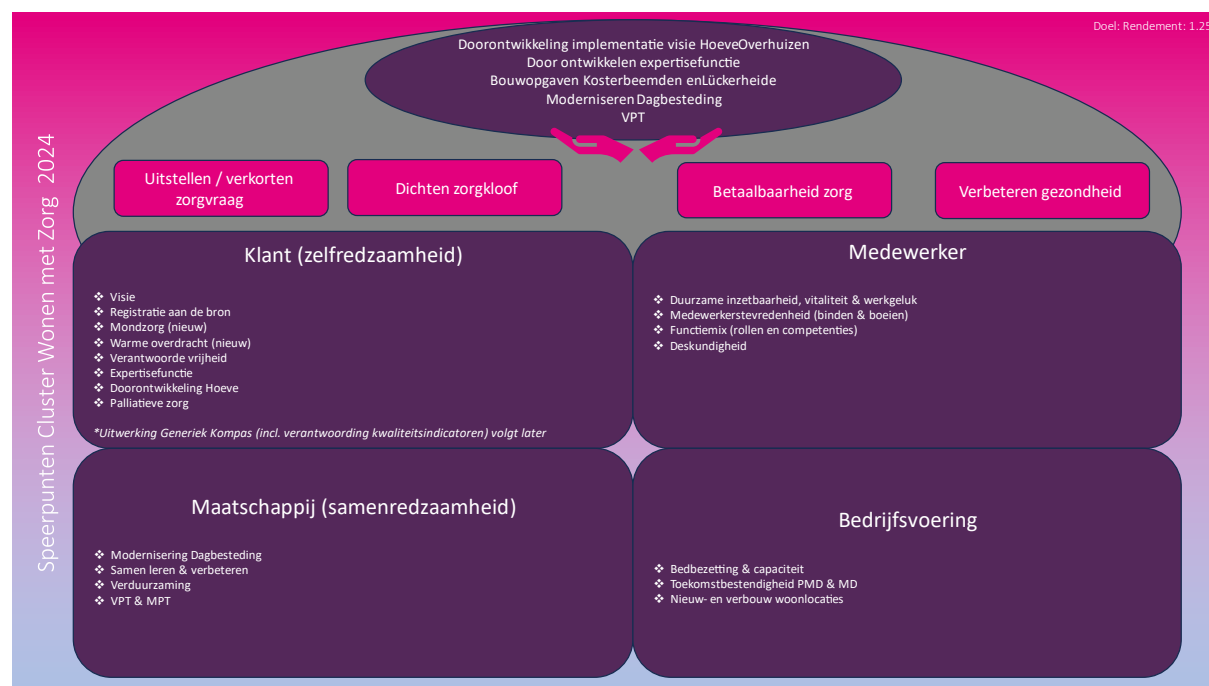 Doel: Rendement: 1.25
Doorontwikkeling implementatie visie HoeveOverhuizen
Door ontwikkelen expertisefunctie
Bouwopgaven Kosterbeemden enLückerheide
Moderniseren Dagbesteding
VPT
Speerpunten Cluster Wonen met Zorg 2024
Uitstellen / verkorten
zorgvraag
Dichten zorgkloof
Betaalbaarheid zorg
Verbeteren gezondheid
Klant (zelfredzaamheid)
❖ Visie
❖ Registratie aan de bron
❖ Mondzorg (nieuw)
❖ Warme overdracht (nieuw)
❖ Verantwoorde vrijheid
❖ Expertisefunctie
❖ Doorontwikkeling Hoeve
❖ Palliatieve zorg
*Uitwerking Generiek Kompas (incl. verantwoording kwaliteitsindicatoren) volgt later
Medewerker
❖ Duurzame inzetbaarheid, vitaliteit & werkgeluk
❖ Medewerkerstevredenheid (binden & boeien)
❖ Functiemix (rollen en competenties)
❖ Deskundigheid
Maatschappij (samenredzaamheid)
❖ Modernisering Dagbesteding
❖ Samen leren & verbeteren
❖ Verduurzaming
❖ VPT & MPT
Bedrijfsvoering
❖ Bedbezetting & capaciteit
❖ Toekomstbestendigheid PMD & MD
❖ Nieuw- en verbouw woonlocaties